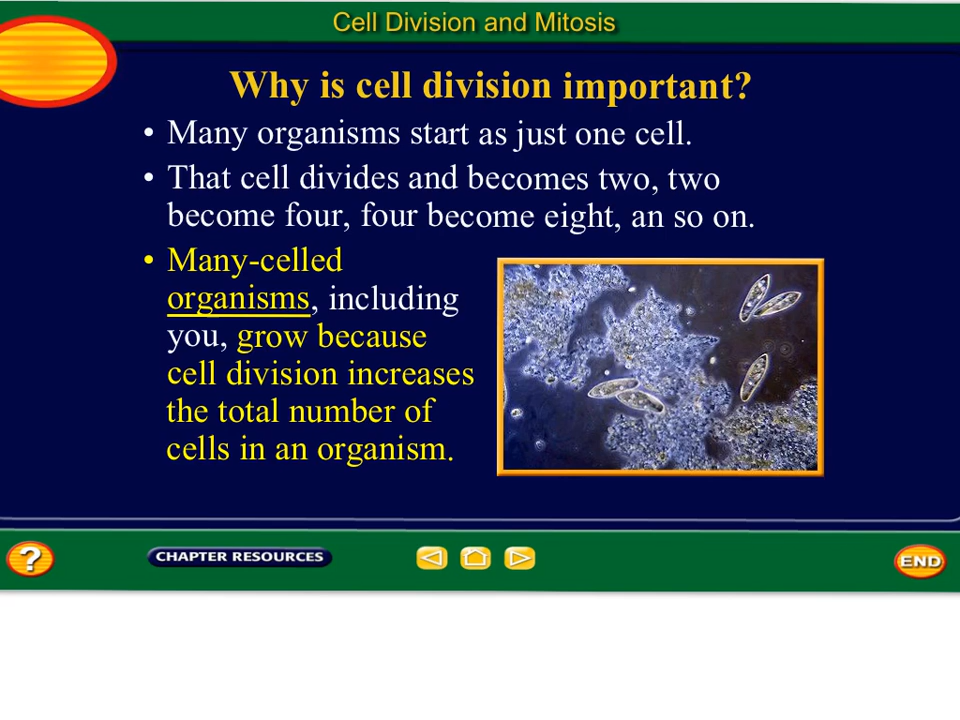 Cell Division and Mitosis
Why is cell division important?
• Many organisms start as just one cell.
• That cell divides and becomes two, two
become four, four become eight, an so on.
• Many-celled
organisms, including
you, grow because
cell division increases
the total number of
cells in an organism.
?
CHAPTER RESOURCES
END